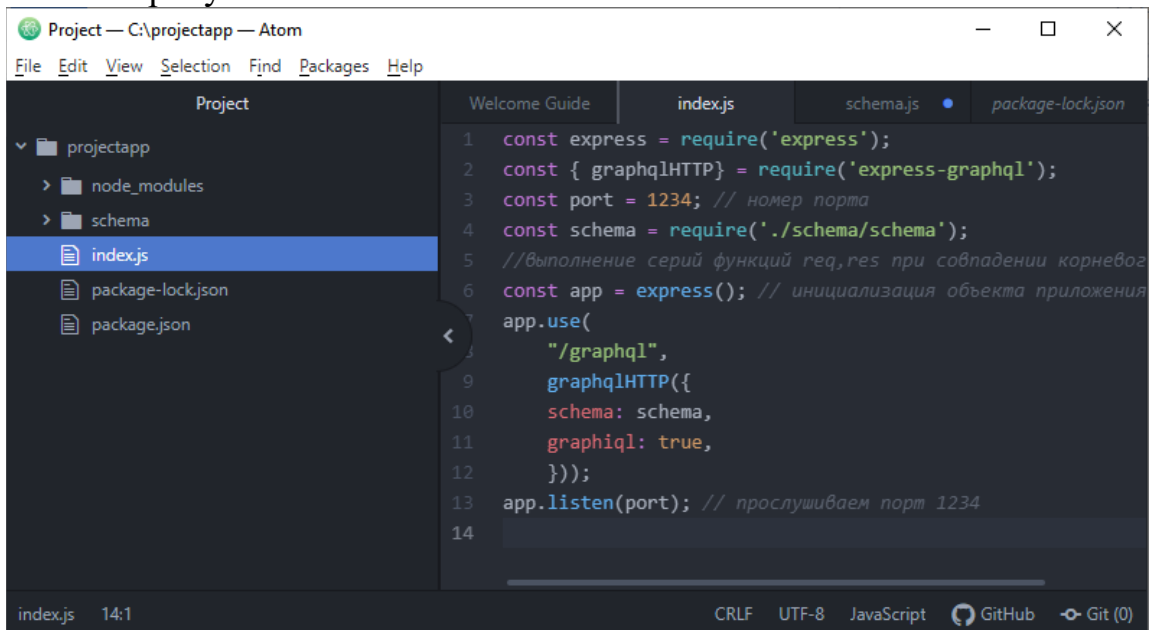 Project — C:\projectapp — Atom
File Edit View Selection Find Packages Help
Project
projectapp
node_modules
schema
index.js
package-lock.json
package.json
Welcome Guide index.js schema.js package-lock.json
1 const express = require('express');
2 const { graphqlHTTP} = require('express-graphql');
3 const port = 1234; // номер порта
4 const schema = require('./schema/schema');
5 //выполнение серий функций req,res при совпадении корневог
6 const app = express(); // инициализация объекта приложения
app.use(
"/graphql",
9 graphqlHTTP({
10 schema: schema,
11 graphiql: true,
12 }));
13 app.listen(port); // прослушиваем порт 1234
14
index.js 14:1 CRLF UTF-8 JavaScript GitHub Git (0)